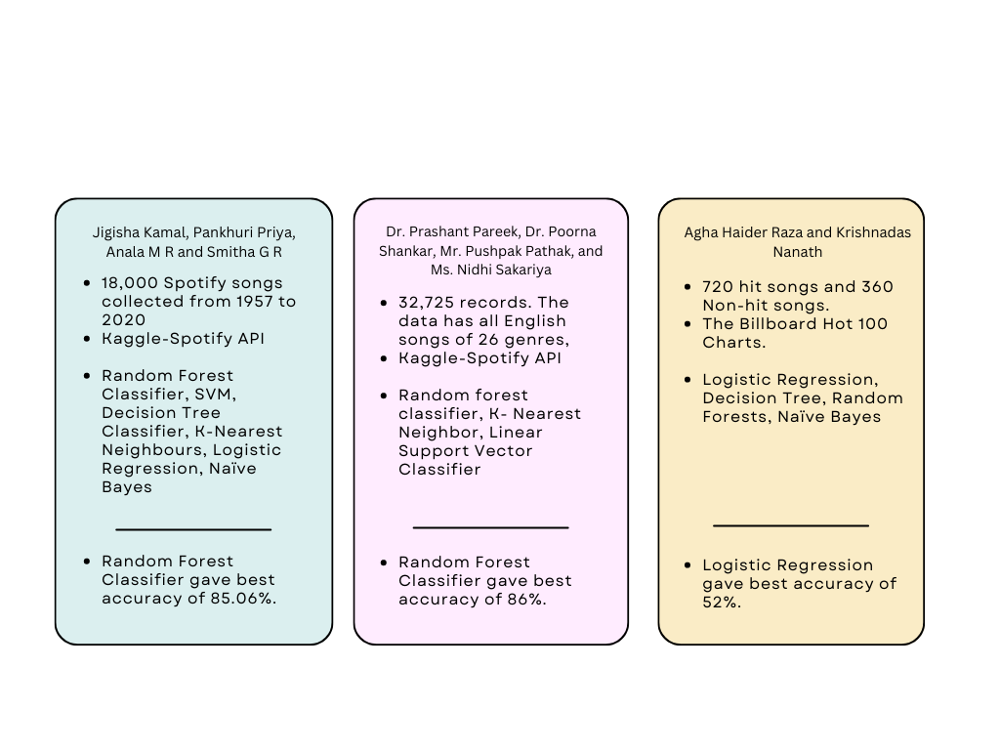 Jigisha Kamal, Pankhuri Priya,
Anala M R and Smitha G R
• 18,000 Spotify songs
collected from 1957 to
2020
• Kaggle-Spotify API
• Random Forest
Classifier, SVM,
Decision Tree
Classifier, K-Nearest
Neighbours, Logistic
Regression, Naïve
Bayes
• Random Forest
Classifier gave best
accuracy of 85.06%.
Dr. Prashant Pareek, Dr. Poorna
Shankar, Mr. Pushpak Pathak, and
Ms. Nidhi Sakariya
• 32,725 records. The
data has all English
songs of 26 genres,
• Kaggle-Spotify API
• Random forest
classifier, K- Nearest
Neighbor, Linear
Support Vector
Classifier
• Random Forest
Classifier gave best
accuracy of 86%.
Agha Haider Raza and Krishnadas
Nanath
• 720 hit songs and 360
Non-hit songs.
• The Billboard Hot 100
Charts.
• Logistic Regression,
Decision Tree, Random
Forests, Naïve Bayes
• Logistic Regression
gave best accuracy of
52%.